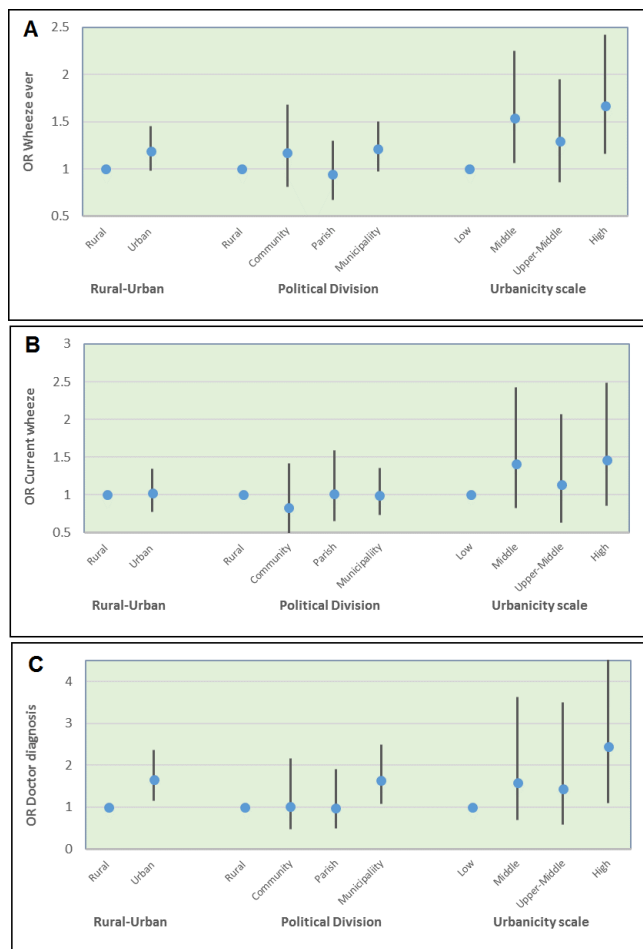 A
OR Wheeze ever
2.5
2
1.5
1
0.5
Rural
Urban
Rural
Community
Parish
Municipaliity
Low
Middle
Upper-Middle
High
Rural-Urban
Political Division
Urbanicity scale
B
OR Current wheeze
3
2.5
2
1.5
1
0.5
Rural
Urban
Rural
Community
Parish
Municipaliity
Low
Middle
Upper-Middle
High
Rural-Urban
Political Division
Urbanicity scale
C
OR Doctor diagnosis
4
3
2
1
0
Rural
Urban
Rural
Community
Parish
Municipaliity
Low
Middle
Upper-Middle
High
Rural-Urban
Political Division
Urbanicity scale